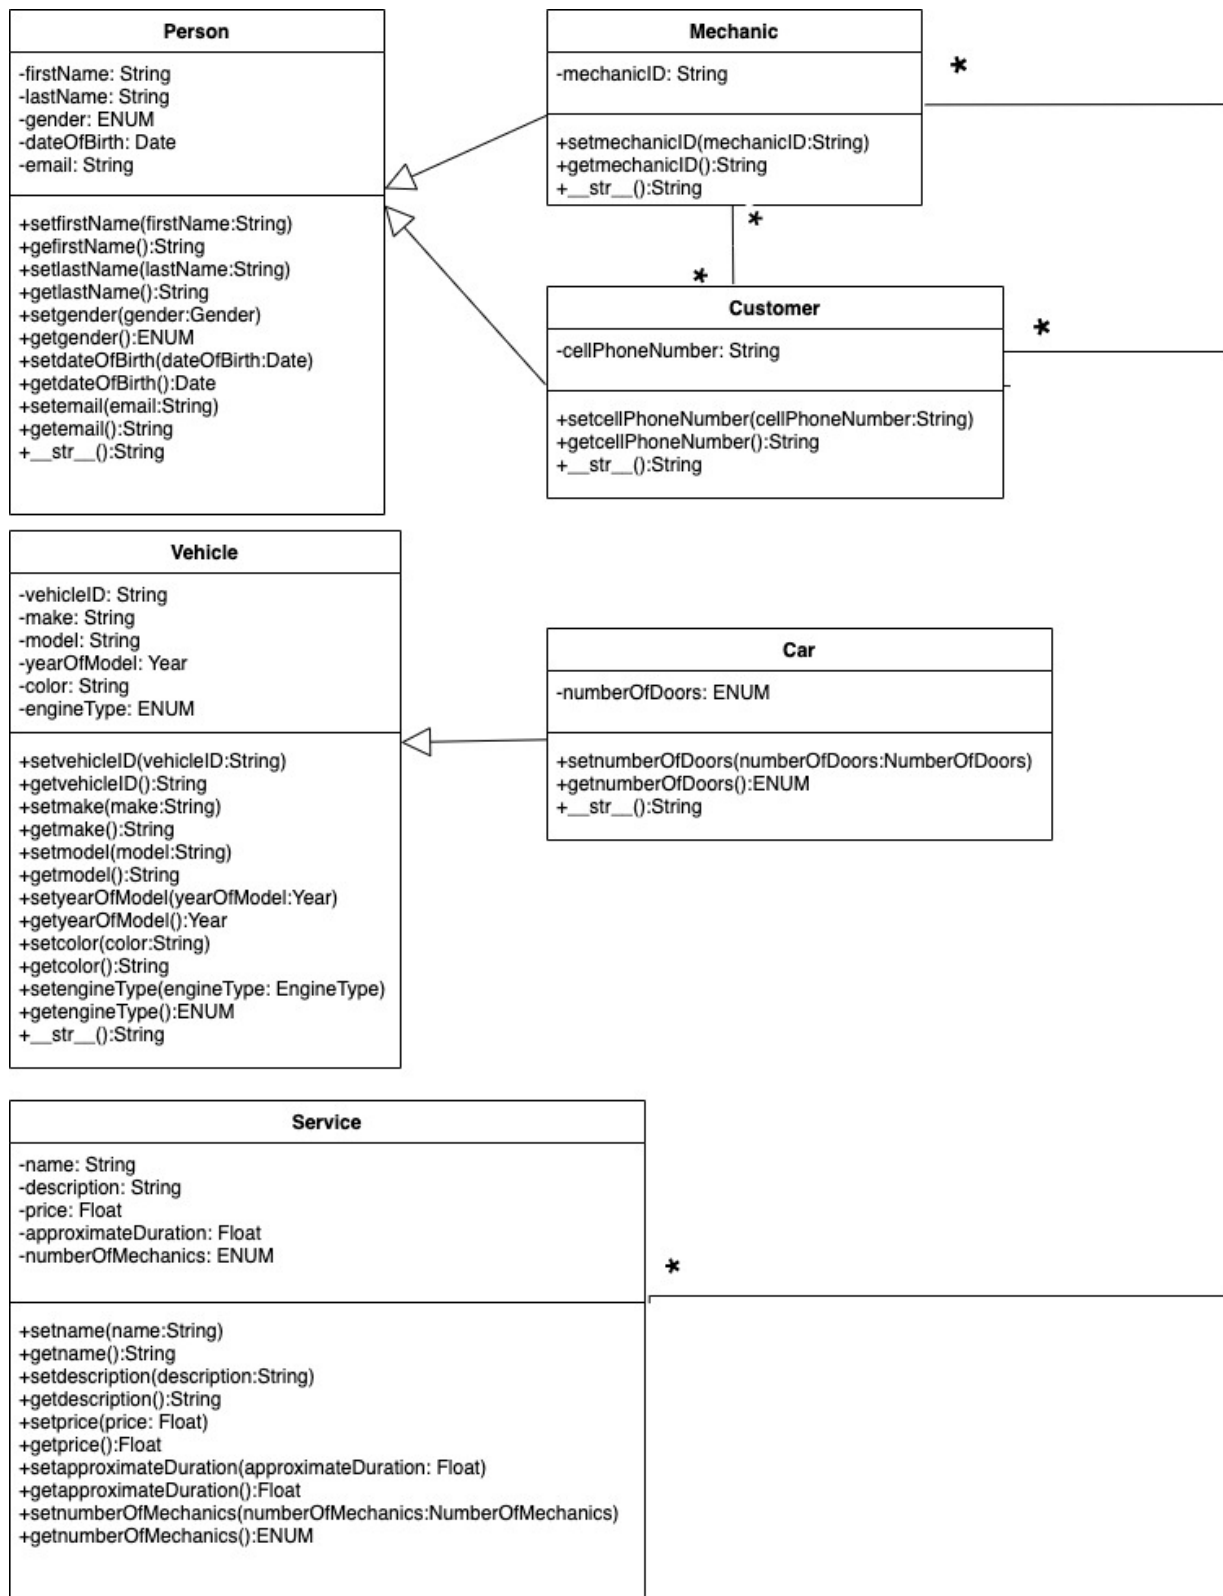 Person
-firstName: String
-lastName: String
-gender: ENUM
-dateOfBirth: Date
-email: String
+setfirstName(firstName:String)
+gefirstName():String
+setlastName(lastName:String)
+getlastName():String
+setgender(gender:Gender)
+getgender():ENUM
+setdateOfBirth(dateOfBirth:Date)
+getdateOfBirth():Date
+setemail(email:String)
+getemail():String
+__str__():String
Mechanic
-mechanicID: String
+setmechanicID(mechanicID:String)
+getmechanicID():String
+__str__():String
*
*
*
Customer
-cellPhoneNumber: String
+setcellPhoneNumber(cellPhoneNumber:String)
+getcellPhoneNumber():String
+__str__():String
*
Vehicle
-vehicleID: String
-make: String
-model: String
-yearOfModel: Year
-color: String
-engineType: ENUM
+setvehicleID(vehicleID:String)
+getvehicleID():String
+setmake(make:String)
+getmake():String
+setmodel(model:String)
+getmodel():String
+setyearOfModel(yearOfModel:Year)
+getyearOfModel():Year
+setcolor(color:String)
+getcolor():String
+setengineType(engineType: EngineType)
+getengineType():ENUM
+__str__():String
Car
-numberOfDoors: ENUM
+setnumberOfDoors(numberOfDoors:NumberOfDoors)
+getnumberOfDoors():ENUM
+__str__():String
Service
-name: String
-description: String
-price: Float
-approximateDuration: Float
-numberOfMechanics: ENUM
*
+setname(name:String)
+getname():String
+setdescription(description:String)
+getdescription():String
+setprice(price: Float)
+getprice():Float
+setapproximateDuration(approximateDuration: Float)
+getapproximateDuration():Float
+setnumberOfMechanics(numberOfMechanics:NumberOfMechanics)
+getnumberOfMechanics():ENUM